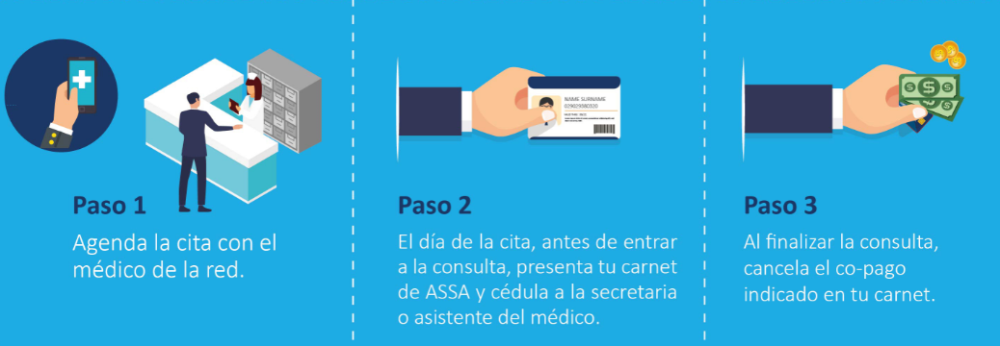 Paso 1
Agenda la cita con el
médico de la red.
NAME SURNAME
029029380320
Paso 2
El día de la cita, antes de entrar
a la consulta, presenta tu carnet
de ASSA y cédula a la secretaria
o asistente del médico.
Paso 3
Al finalizar la consulta,
cancela el co-pago
indicado en tu carnet.